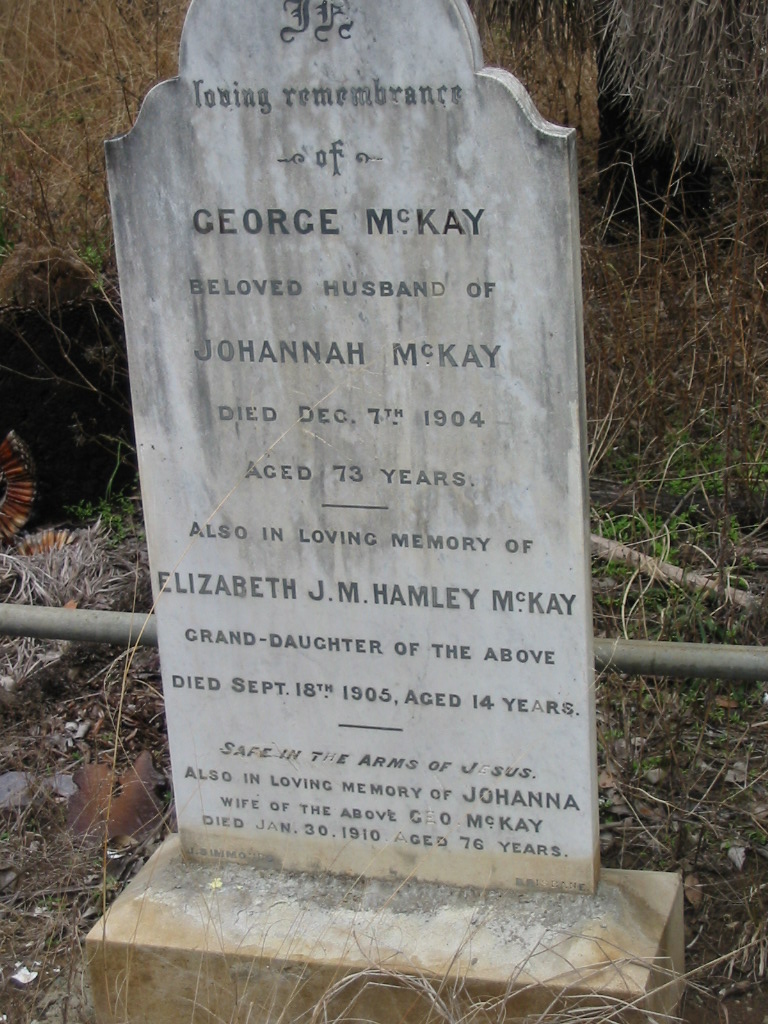 In
loving remembrance
of
GEORGE McKAY
BELOVED HUSBAND OF
JOHANNAH McKAY
DIED DEC. 7TH 1904
AGED 73 YEARS.
ALSO IN LOVING MEMORY OF
ELIZABETH J.M. HAMLEY McKAY
GRAND-DAUGHTER OF THE ABOVE
DIED SEPT. 18TH 1905, AGED 14 YEARS.
SAFE IN THE ARMS OF JESUS.
ALSO IN LOVING MEMORY OF JOHANNA
WIFE OF THE ABOVE GEO McKAY
DIED JAN. 30. 1910 AGED 76 YEARS.
BRISBANE